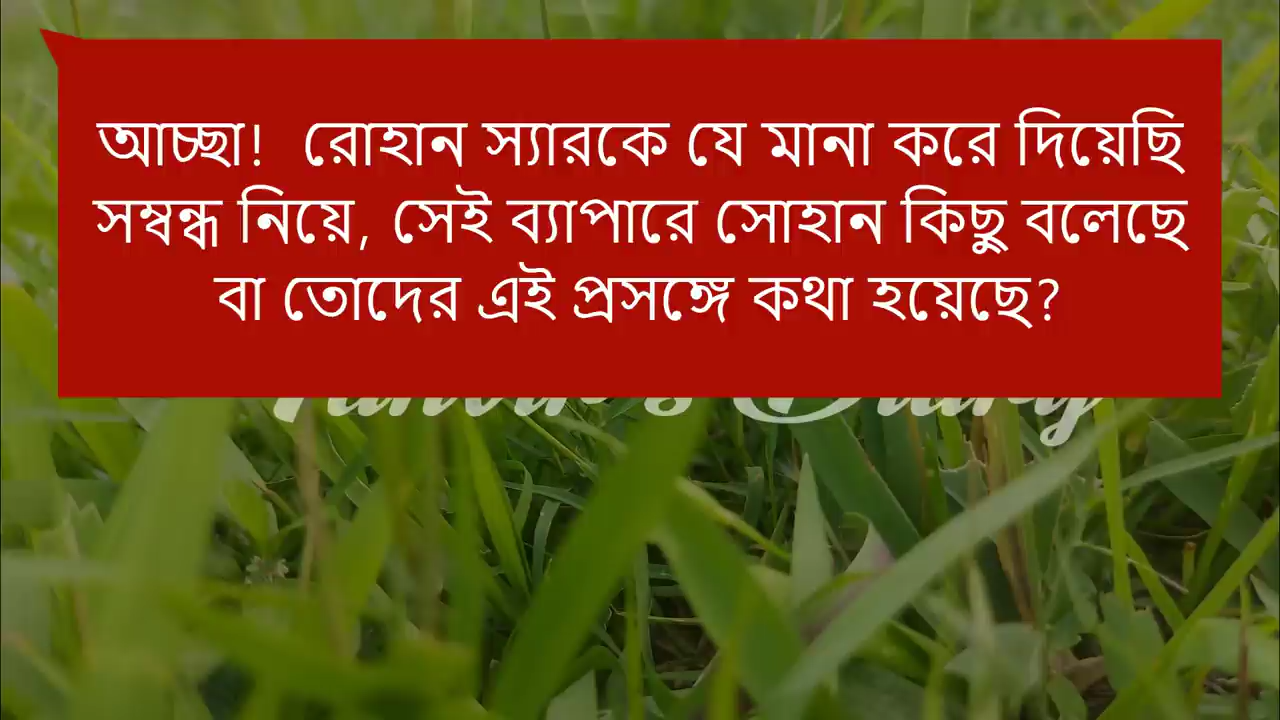 আচ্ছা! রোহান স্যারকে যে মানা করে দিয়েছি
সম্বন্ধ নিয়ে, সেই ব্যাপারে সোহান কিছু বলেছে
বা তোদের এই প্রসঙ্গে কথা হয়েছে?